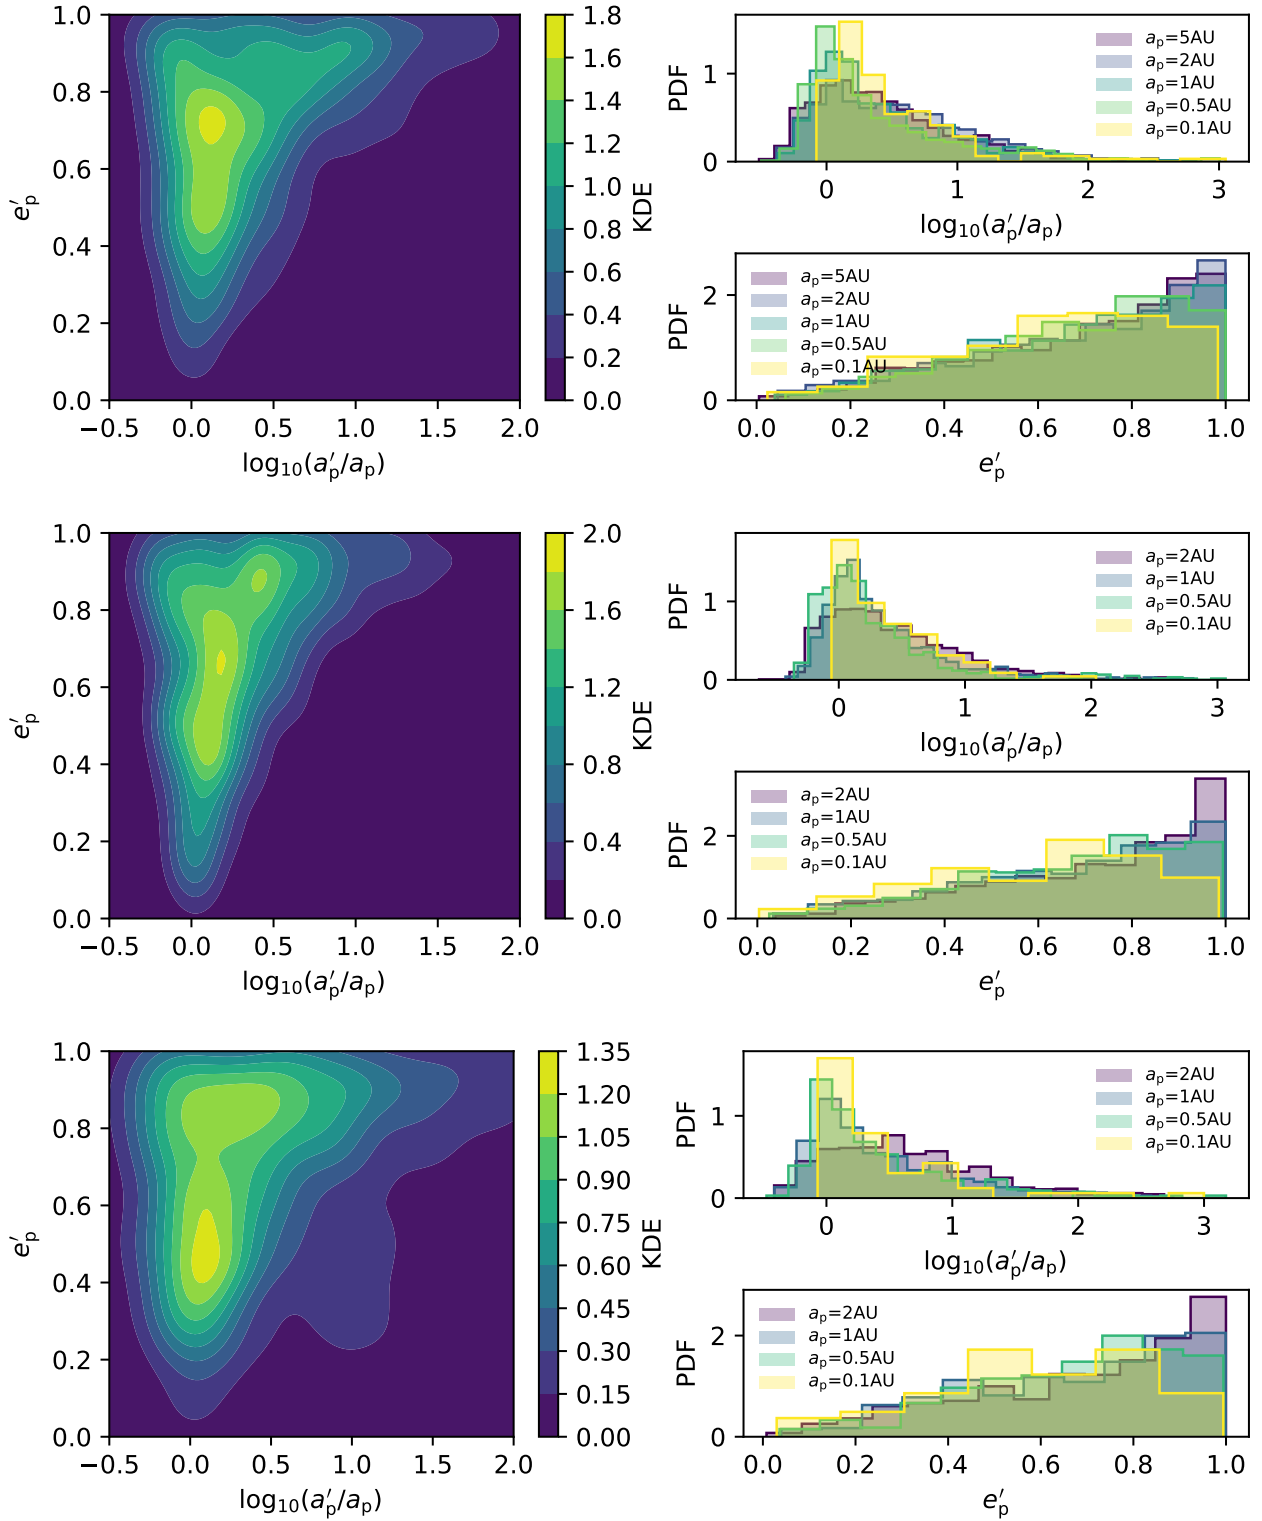 1.0
0.8
0.6
0.4
0.2
0.0
e′p
−0.5 0.0 0.5 1.0 1.5 2.0
log10(a′p/ap)
1.8
1.6
1.4
1.2
1.0
0.8
0.6
0.4
0.2
0.0
KDE
1
0
PDF
ap=5AU
ap=2AU
ap=1AU
ap=0.5AU
ap=0.1AU
0 1 2 3
log10(a′p/ap)
2
0
PDF
ap=5AU
ap=2AU
ap=1AU
ap=0.5AU
ap=0.1AU
0.0 0.2 0.4 0.6 0.8 1.0
e′p
1.0
0.8
0.6
0.4
0.2
0.0
e′p
−0.5 0.0 0.5 1.0 1.5 2.0
log10(a′p/ap)
2.0
1.6
1.2
0.8
0.4
0.0
KDE
1
0
PDF
ap=2AU
ap=1AU
ap=0.5AU
ap=0.1AU
0 1 2 3
log10(a′p/ap)
2
0
PDF
ap=2AU
ap=1AU
ap=0.5AU
ap=0.1AU
0.0 0.2 0.4 0.6 0.8 1.0
e′p
1.0
0.8
0.6
0.4
0.2
0.0
e′p
−0.5 0.0 0.5 1.0 1.5 2.0
log10(a′p/ap)
1.35
1.20
1.05
0.90
0.75
0.60
0.45
0.30
0.15
0.00
KDE
1
0
PDF
ap=2AU
ap=1AU
ap=0.5AU
ap=0.1AU
0 1 2 3
log10(a′p/ap)
2
0
PDF
ap=2AU
ap=1AU
ap=0.5AU
ap=0.1AU
0.0 0.2 0.4 0.6 0.8 1.0
e′p